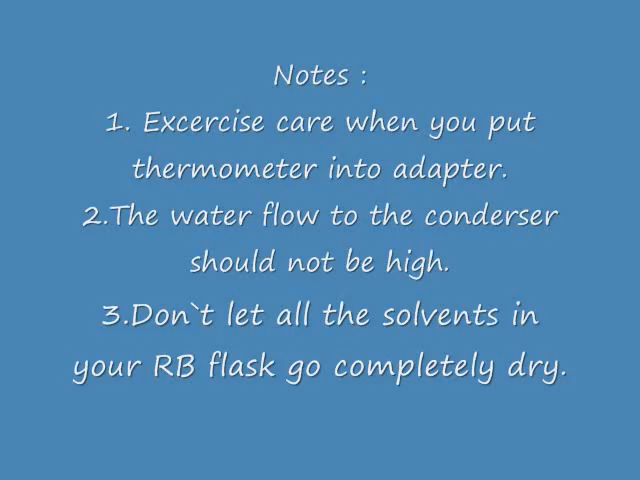 Notes :
1. Excercise care when you put
thermometer into adapter.
2.The water flow to the conderser
should not be high.
3.Don`t let all the solvents in
your RB flask go completely dry.